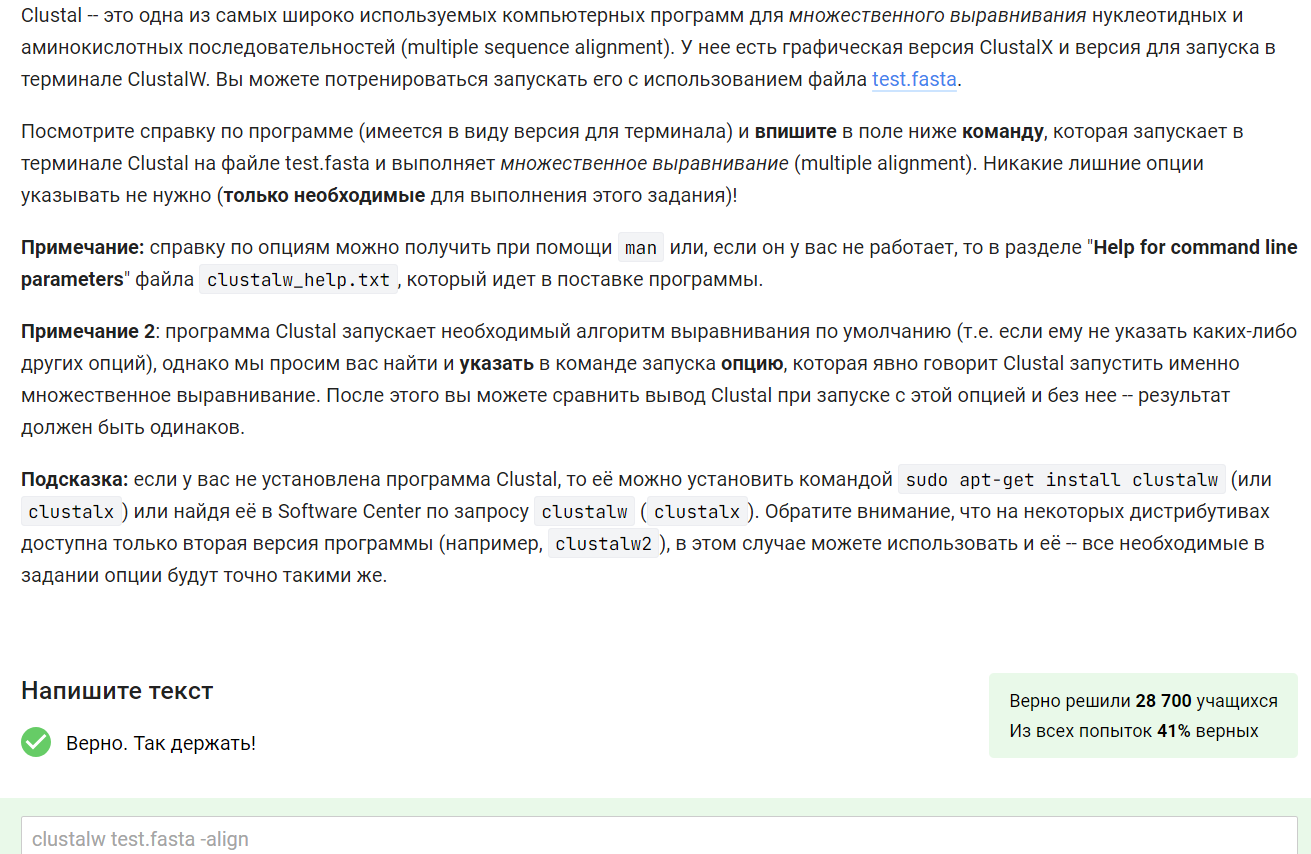 Clustal -- это одна из самых широко используемых компьютерных программ для множественного выравнивания нуклеотидных и
аминокислотных последовательностей (multiple sequence alignment). У нее есть графическая версия ClustalX и версия для запуска в
терминале ClustalW. Вы можете потренироваться запускать его с использованием файла test.fasta.
Посмотрите справку по программе (имеется в виду версия для терминала) и впишите в поле ниже команду, которая запускает в
терминале Clustal на файле test.fasta и выполняет множественное выравнивание (multiple alignment). Никакие лишние опции
указывать не нужно (только необходимые для выполнения этого задания)!
Примечание: справку по опциям можно получить при помощи man или, если он у вас не работает, то в разделе "Help for command line
parameters" файла clustalw_help.txt, который идет в поставке программы.
Примечание 2: программа Clustal запускает необходимый алгоритм выравнивания по умолчанию (т.е. если ему не указать каких-либо
других опций), однако мы просим вас найти и указать в команде запуска опцию, которая явно говорит Clustal запустить именно
множественное выравнивание. После этого вы можете сравнить вывод Clustal при запуске с этой опцией и без нее -- результат
должен быть одинаков.
Подсказка: если у вас не установлена программа Clustal, то её можно установить командой sudo apt-get install clustalw (или
clustalx) или найдя её в Software Center по запросу clustalw (clustalx). Обратите внимание, что на некоторых дистрибутивах
доступна только вторая версия программы (например, clustalw2), в этом случае можете использовать и её -- все необходимые в
задании опции будут точно такими же.
Напишите текст
Верно. Так держать!
Верно решили 28 700 учащихся
Из всех попыток 41% верных
clustalw test.fasta -align